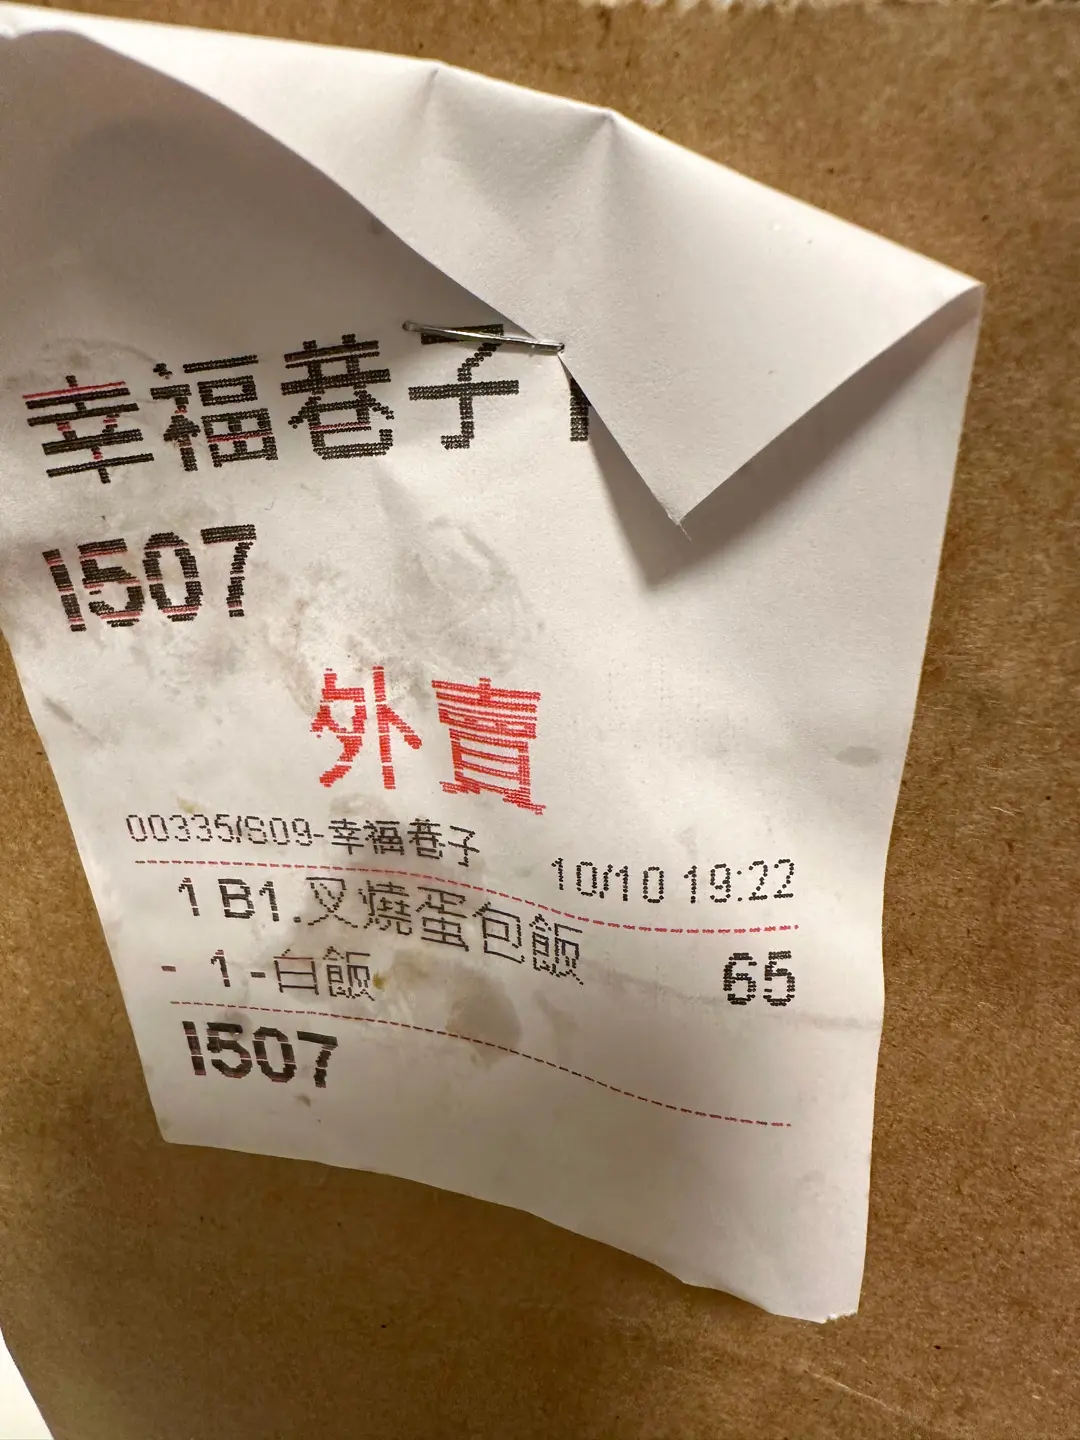 幸福巷子
I507
外賣
00335/S09-幸福巷子
10/10 19:22
1 B1.叉燒蛋包飯 65
- 1 -白飯
I507